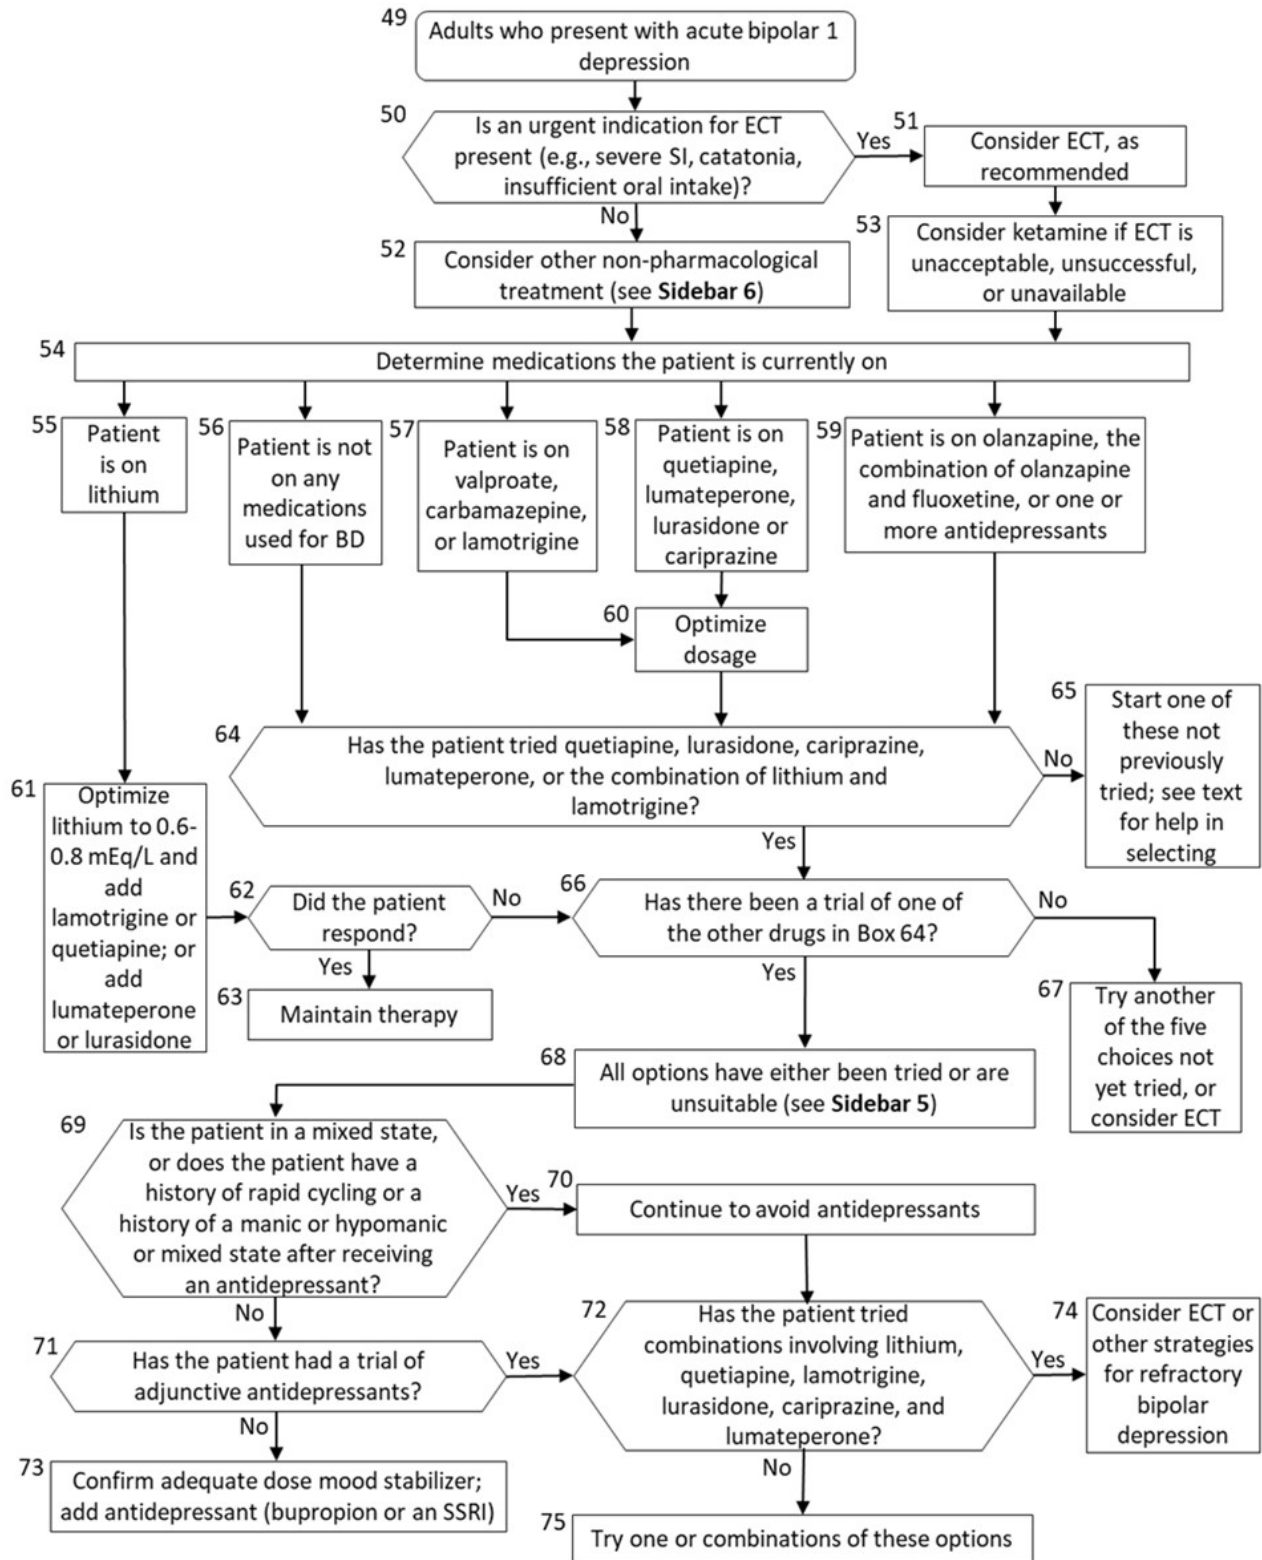 49
Adults who present with acute bipolar 1
depression
50
Is an urgent indication for ECT
present (e.g., severe SI, catatonia,
insufficient oral intake)?
Yes
51
Consider ECT, as
recommended
No
52
Consider other non-pharmacological
treatment (see Sidebar 6)
53
Consider ketamine if ECT is
unacceptable, unsuccessful,
or unavailable
54
Determine medications the patient is currently on
55
Patient
is on
lithium
56
Patient is not
on any
medications
used for BD
57
Patient is on
valproate,
carbamazepine,
or lamotrigine
58
Patient is on
quetiapine,
lumateperone,
lurasidone or
cariprazine
59
Patient is on olanzapine, the
combination of olanzapine
and fluoxetine, or one or
more antidepressants
60
Optimize
dosage
64
Has the patient tried quetiapine, lurasidone, cariprazine,
lumateperone, or the combination of lithium and
lamotrigine?
No
65
Start one of
these not
previously
tried; see text
for help in
selecting
Yes
61
Optimize
lithium to 0.6-
0.8 mEq/L and
add
lamotrigine or
quetiapine; or
add
lumateperone
or lurasidone
62
Did the patient
respond?
No
Yes
63
Maintain therapy
66
Has there been a trial of one of
the other drugs in Box 64?
No
Yes
67
Try another
of the five
choices not
yet tried, or
consider ECT
68
All options have either been tried or are
unsuitable (see Sidebar 5)
69
Is the patient in a mixed state,
or does the patient have a
history of rapid cycling or a
history of a manic or hypomanic
or mixed state after receiving
an antidepressant?
Yes
70
Continue to avoid antidepressants
No
71
Has the patient had a trial of
adjunctive antidepressants?
Yes
No
72
Has the patient tried
combinations involving lithium,
quetiapine, lamotrigine,
lurasidone, cariprazine, and
lumateperone?
Yes
74
Consider ECT or
other strategies
for refractory
bipolar
depression
No
73
Confirm adequate dose mood stabilizer;
add antidepressant (bupropion or an SSRI)
75
Try one or combinations of these options